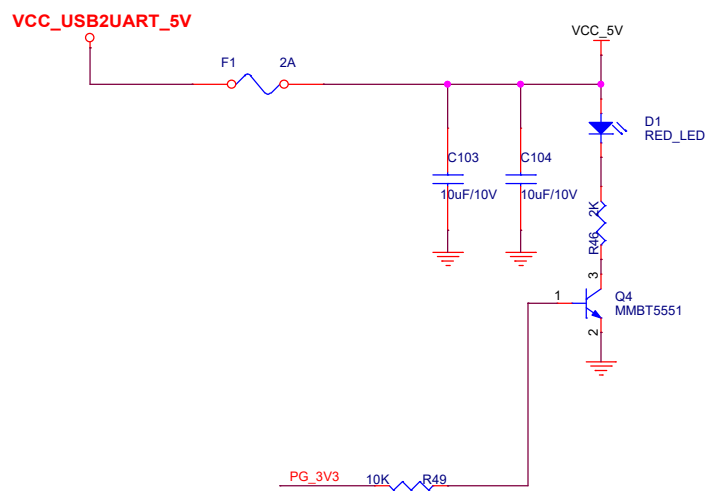 VCC_USB2UART_5V
VCC_5V
F1
2A
D1
RED_LED
C103
C104
10uF/10V
10uF/10V
2K
R46
3
1
Q4
MMBT5551
2
PG_3V3
10K
R49